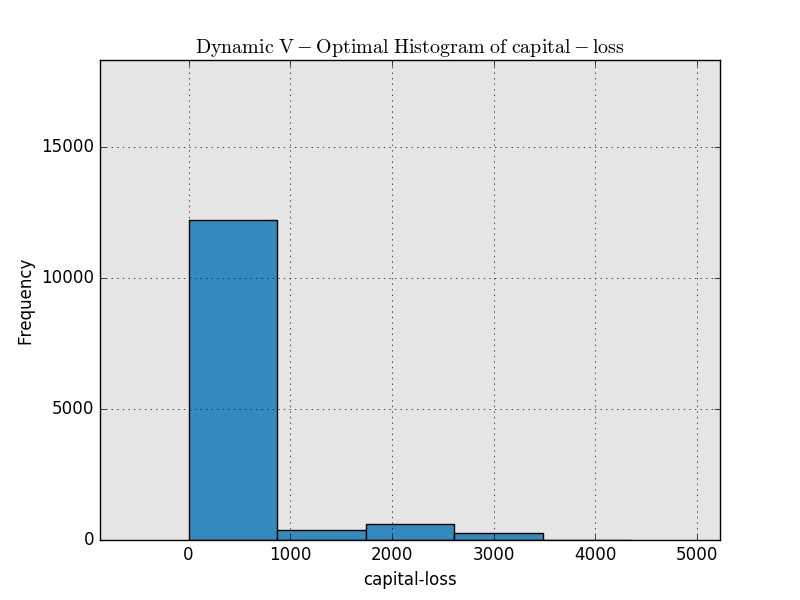 Dynamic V − Optimal Histogram of capital − loss
15000
10000
5000
0
Frequency
0 1000 2000 3000 4000 5000
capital-loss